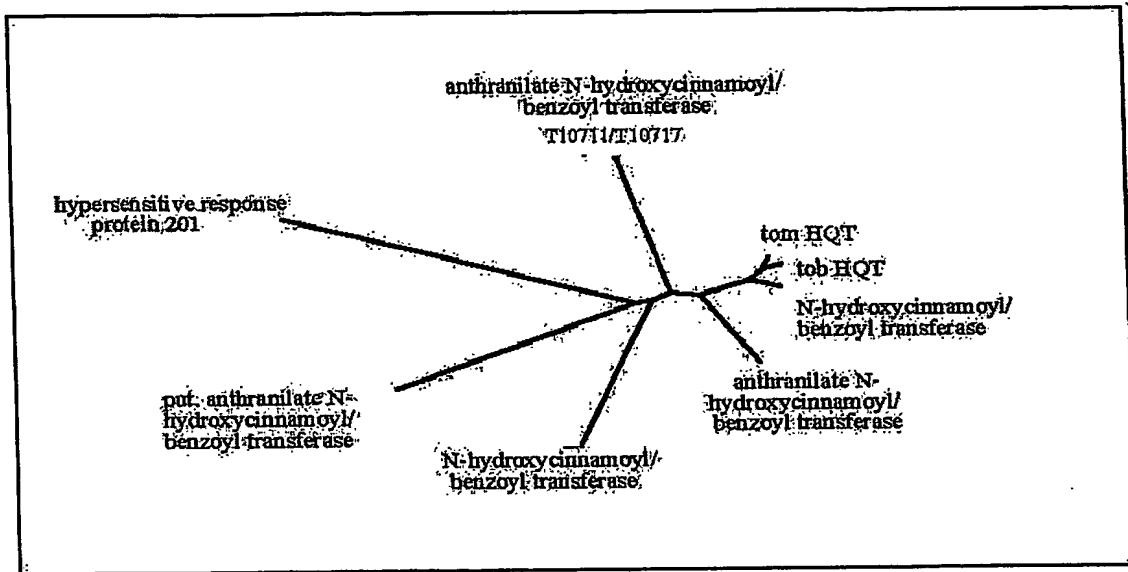 anthranilate N-hydroxycinnamoyl/
benzoyl transferase
T10711/T10717
hypersensitive response
protein 201
tom HQT
tob HQT
N-hydroxycinnamoyl/
benzoyl transferase
anthranilate N-
hydroxycinnamoyl/
benzoyl transferase
put. anthranilate N-
hydroxycinnamoyl/
benzoyl transferase
N-hydroxycinnamoyl/
benzoyl transferase